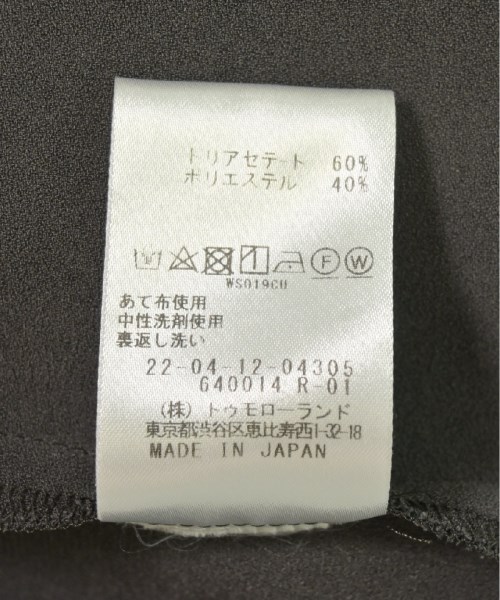 トリアセテート 60%
ポリエステル 40%
F W
WS019CU
あて布使用
中性洗剤使用
裏返し洗い
22-04-12-04305
640014 R-01
(株) トゥモローランド
東京都渋谷区恵比寿西1-32-18
MADE IN JAPAN